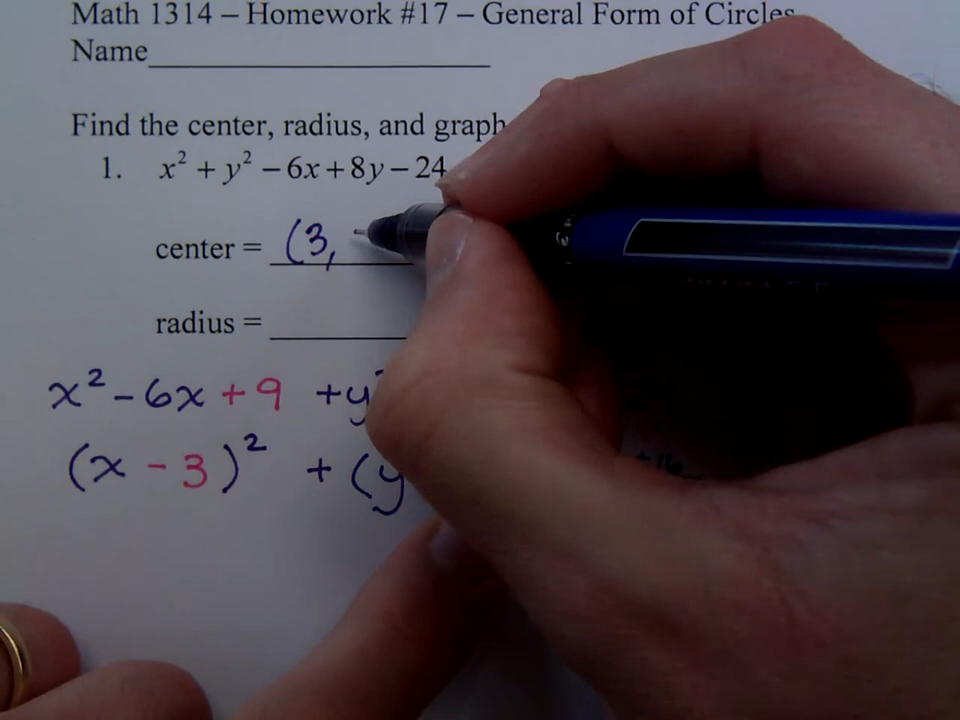 Math 1314 – Homework #17 – General Form of Circles
Name
Find the center, radius, and graph
1. x² + y² − 6x + 8y − 24
center = (3,
radius =
x² − 6x + 9 + y
(x − 3)² + (y